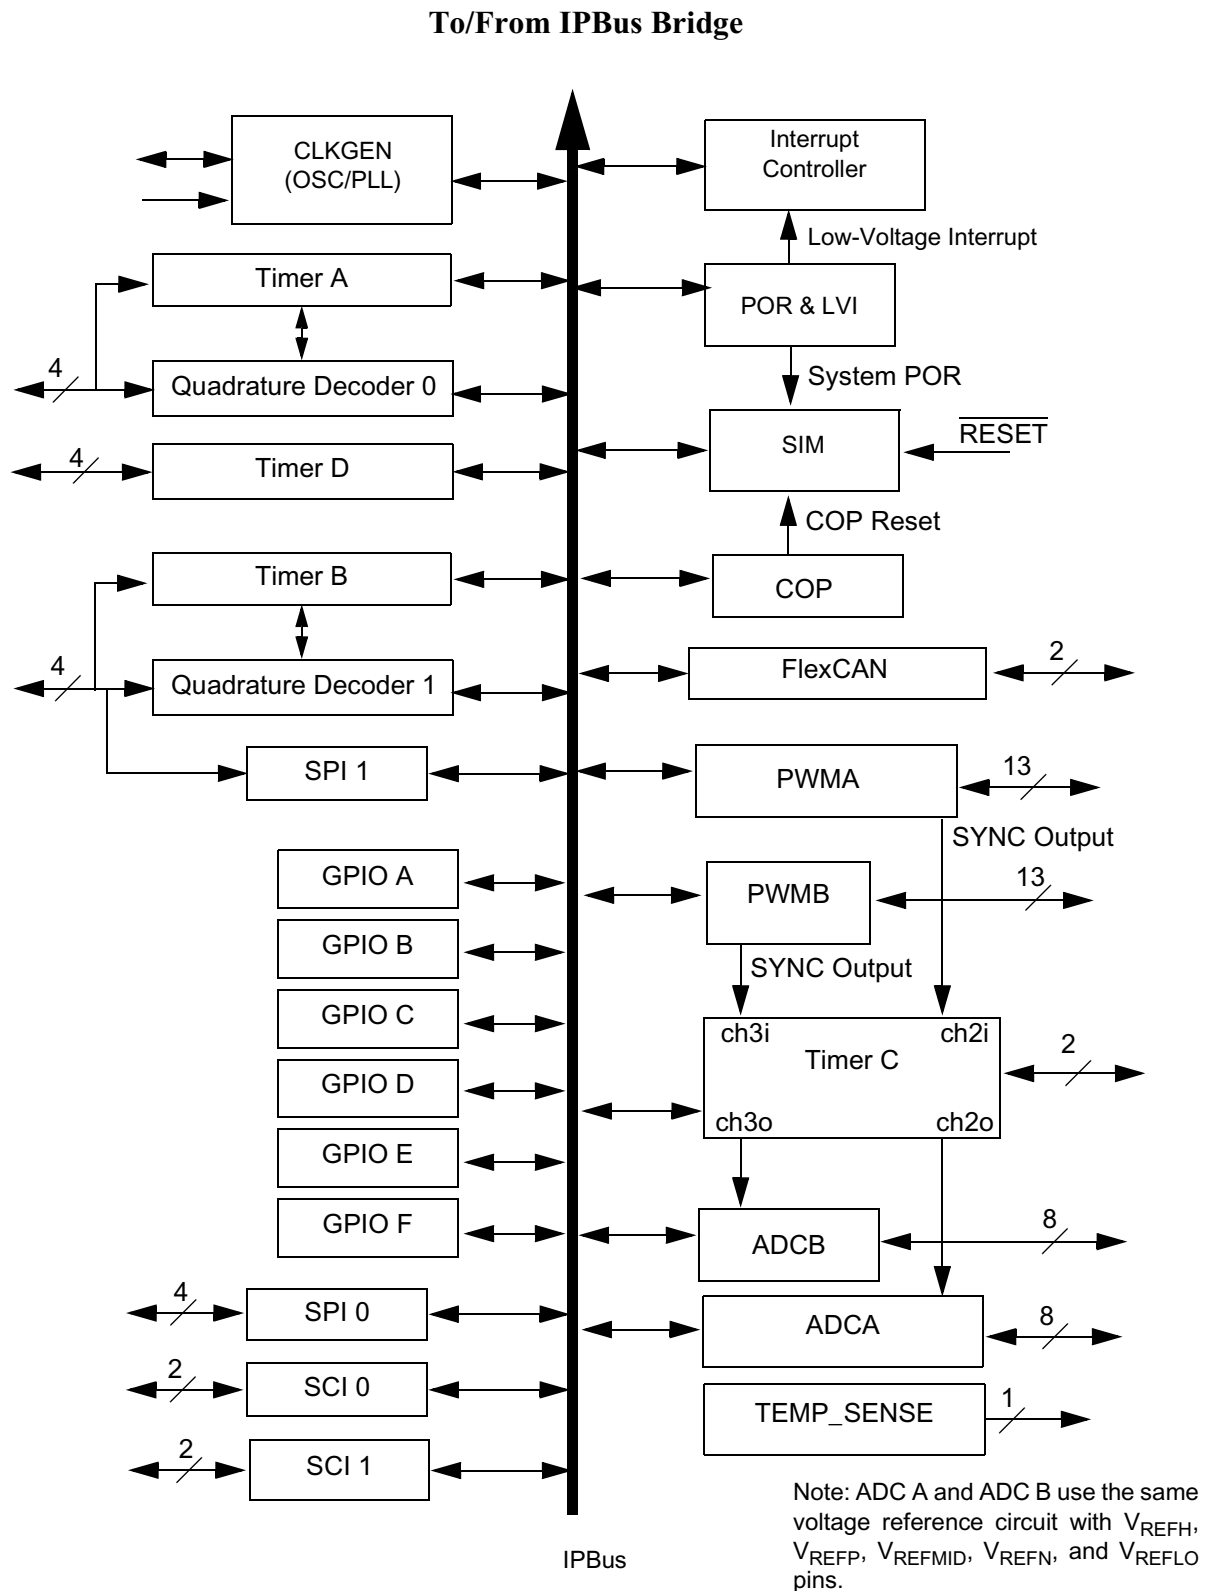 To/From IPBus Bridge
CLKGEN
(OSC/PLL)
Interrupt
Controller
Low-Voltage Interrupt
Timer A
POR & LVI
4
Quadrature Decoder 0
System POR
SIM
RESET
4
Timer D
COP Reset
Timer B
COP
4
Quadrature Decoder 1
FlexCAN
2
SPI 1
PWMA
13
SYNC Output
GPIO A
PWMB
13
GPIO B
SYNC Output
GPIO C
ch3i
ch2i
Timer C
2
GPIO D
ch3o
ch2o
GPIO E
GPIO F
ADCB
8
4
SPI 0
ADCA
8
2
SCI 0
TEMP_SENSE
1
2
SCI 1
Note: ADC A and ADC B use the same
voltage reference circuit with VREFH,
VREFP, VREFMID, VREFN, and VREFLO
pins.
IPBus